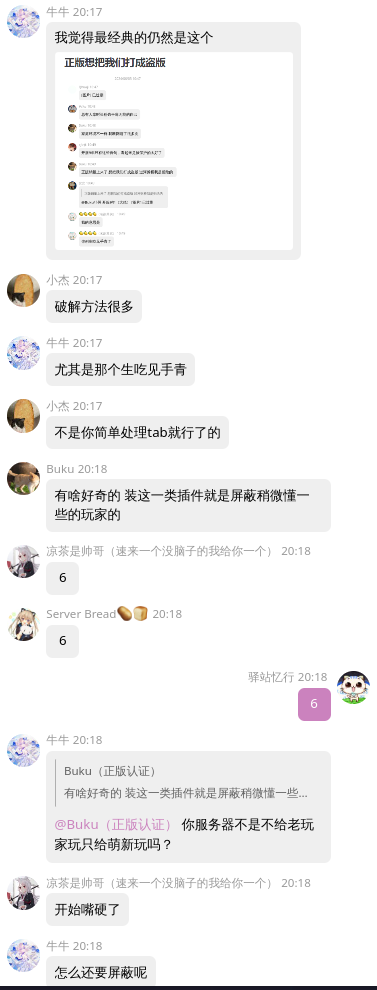 牛牛 20:17
我觉得最经典的仍然是这个
正版想把我们打成盗版
小杰 20:17
破解方法很多
牛牛 20:17
尤其是那个生吃见手青
小杰 20:17
不是你简单处理tab就行了的
Buku 20:18
有啥好奇的 装这一类插件就是屏蔽稍微懂一
些的玩家的
凉茶是帅哥（速来一个没脑子的我给你一个） 20:18
6
Server Bread🥖🍞 20:18
6
驿站忆行 20:18
6
牛牛 20:18
Buku（正版认证）
有啥好奇的 装这一类插件就是屏蔽稍微懂一些...
@Buku（正版认证） 你服务器不是不给老玩
家玩只给萌新玩吗？
凉茶是帅哥（速来一个没脑子的我给你一个） 20:18
开始嘴硬了
牛牛 20:18
怎么还要屏蔽呢